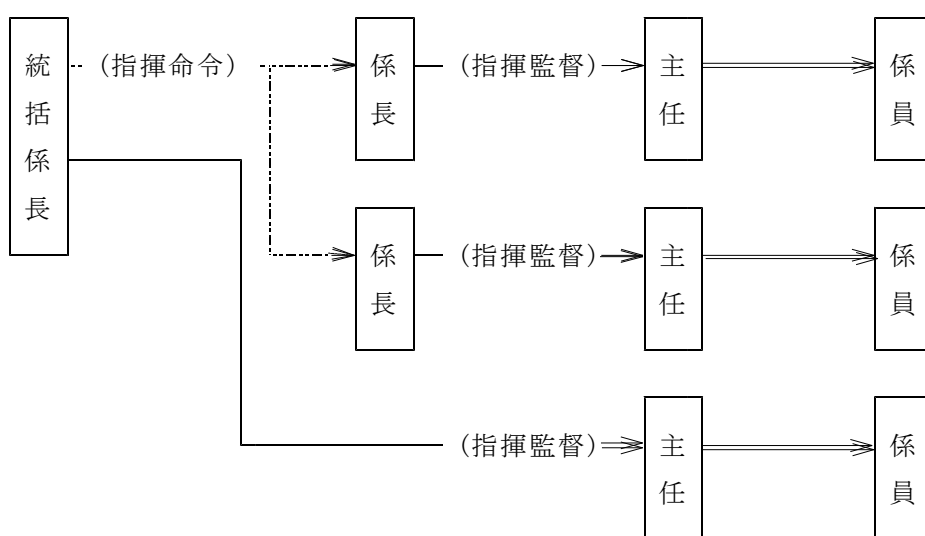 統括係長
(指揮命令)
係長
(指揮監督)
主任
係員
係長
(指揮監督)
主任
係員
(指揮監督)
主任
係員